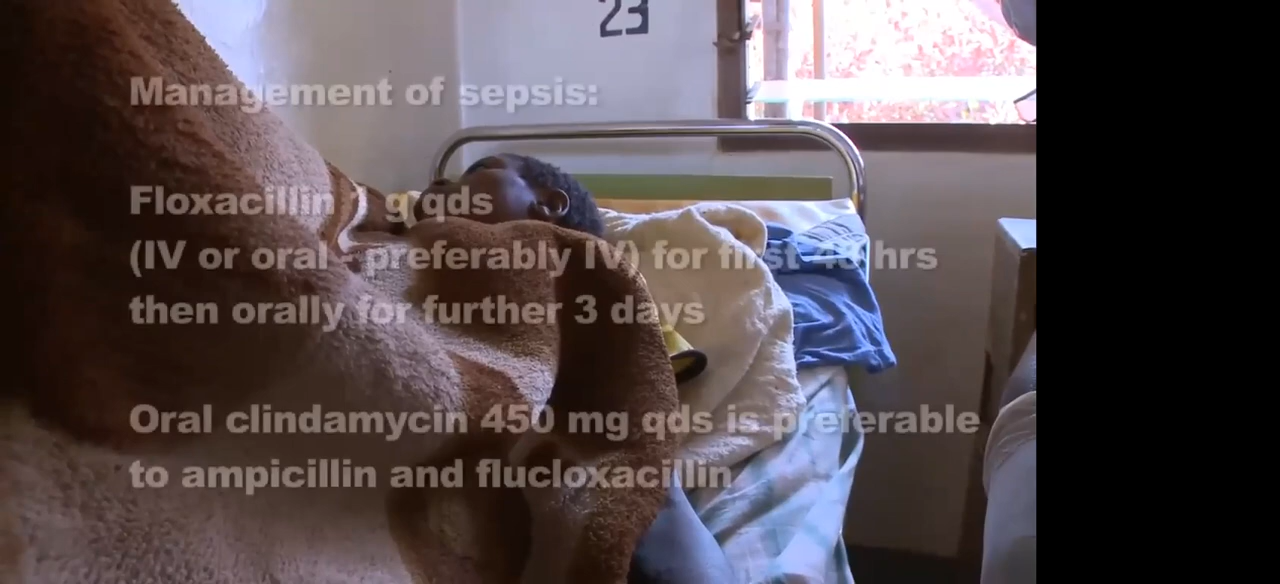 23
Management of sepsis:
Floxacillin g qds
(IV or oral - preferably IV) for first 48 hrs
then orally for further 3 days
Oral clindamycin 450 mg qds is preferable
to ampicillin and flucloxacillin